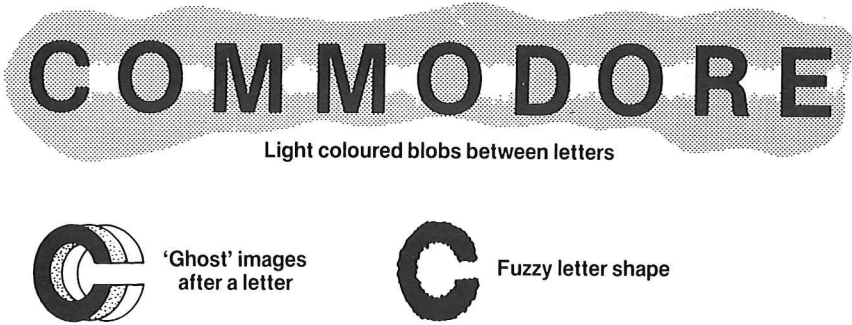 COMMODORE
Light coloured blobs between letters
C
'Ghost' images
after a letter
C
Fuzzy letter shape